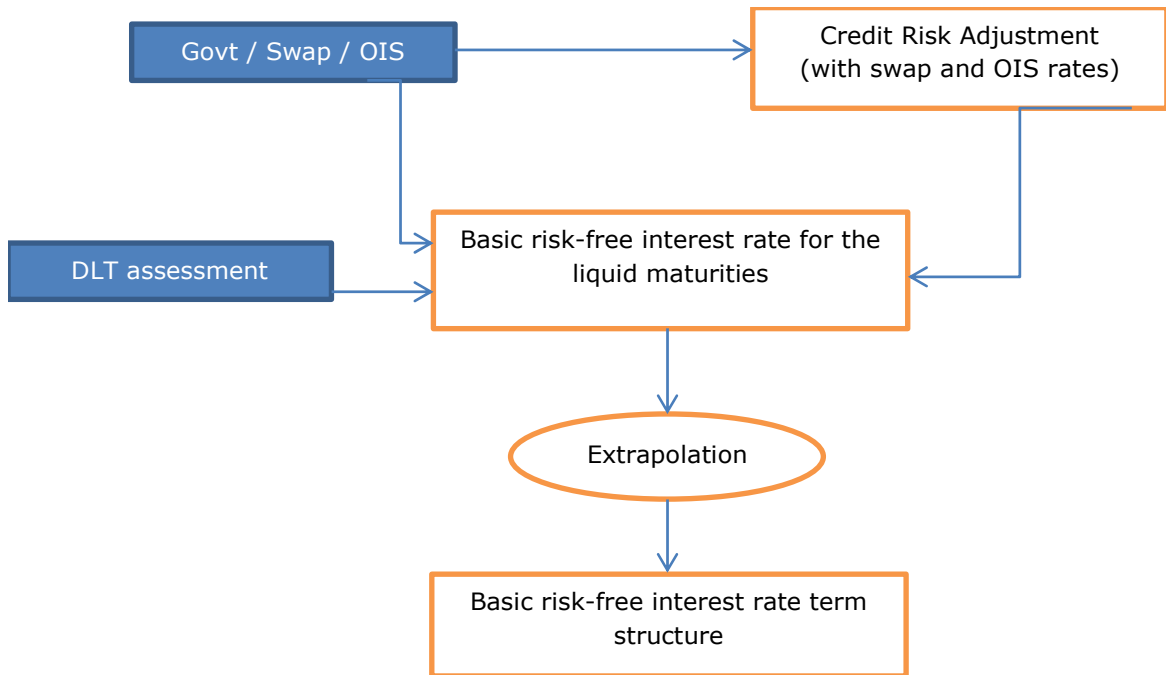 Govt / Swap / OIS
Credit Risk Adjustment
(with swap and OIS rates)
DLT assessment
Basic risk-free interest rate for the
liquid maturities
Extrapolation
Basic risk-free interest rate term
structure